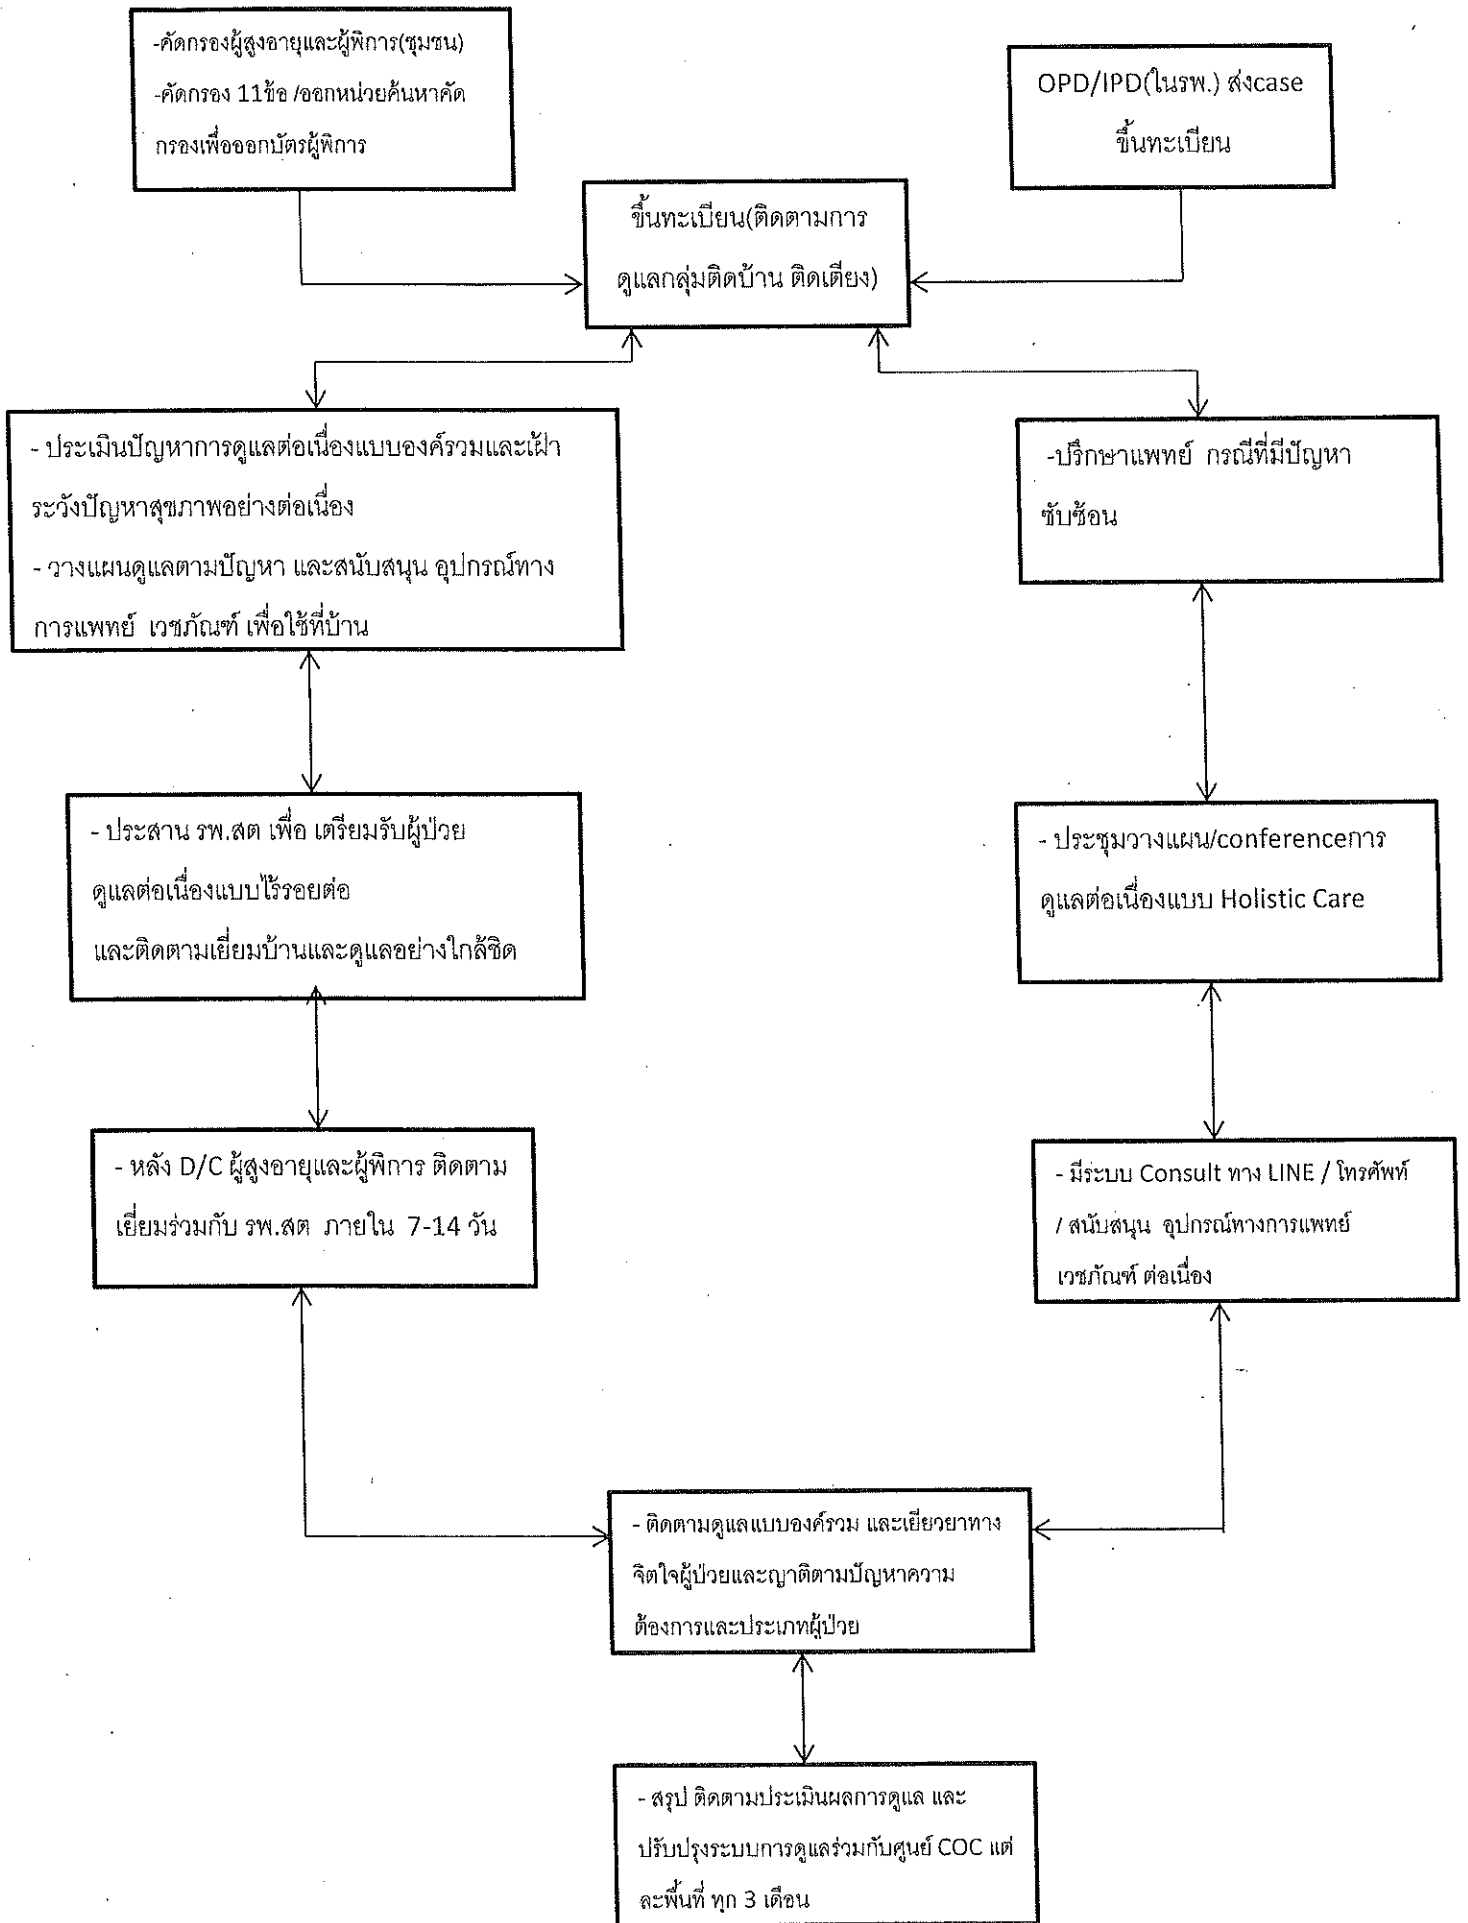 -คัดกรองผู้สูงอายุและผู้พิการ(ชุมชน)
-คัดกรอง 11ข้อ /ออกหน่วยค้นหาคัด
กรองเพื่อออกบัตรผู้พิการ
OPD/IPD(ในรพ.) ส่งcase
ขึ้นทะเบียน
ขึ้นทะเบียน(ติดตามการ
ดูแลกลุ่มติดบ้าน ติดเตียง)
- ประเมินปัญหาการดูแลต่อเนื่องแบบองค์รวมและเฝ้า
ระวังปัญหาสุขภาพอย่างต่อเนื่อง
- วางแผนดูแลตามปัญหา และสนับสนุน อุปกรณ์ทาง
การแพทย์ เวชภัณฑ์ เพื่อใช้ที่บ้าน
-ปรึกษาแพทย์ กรณีที่มีปัญหา
ซับซ้อน
- ประสาน รพ.สต เพื่อ เตรียมรับผู้ป่วย
ดูแลต่อเนื่องแบบไร้รอยต่อ
และติดตามเยี่ยมบ้านและดูแลอย่างใกล้ชิด
- ประชุมวางแผน/conferenceการ
ดูแลต่อเนื่องแบบ Holistic Care
- หลัง D/C ผู้สูงอายุและผู้พิการ ติดตาม
เยี่ยมร่วมกับ รพ.สต ภายใน 7-14 วัน
- มีระบบ Consult ทาง LINE / โทรศัพท์
/ สนับสนุน อุปกรณ์ทางการแพทย์
เวชภัณฑ์ ต่อเนื่อง
- ติดตามดูแลแบบองค์รวม และเยียวยาทาง
จิตใจผู้ป่วยและญาติตามปัญหาความ
ต้องการและประเภทผู้ป่วย
- สรุป ติดตามประเมินผลการดูแล และ
ปรับปรุงระบบการดูแลร่วมกับศูนย์ COC แต่
ละพื้นที่ ทุก 3 เดือน